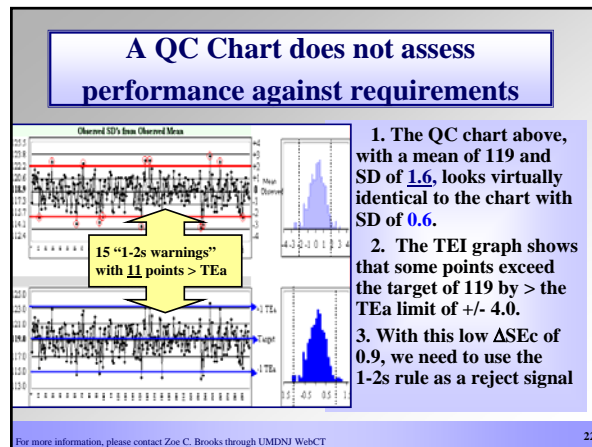 A QC Chart does not assess
performance against requirements
Observed SD's from Observed Mean
Mean
Observed
15 “1-2s warnings”
with 11 points > TEa
Target
1. The QC chart above,
with a mean of 119 and
SD of 1.6, looks virtually
identical to the chart with
SD of 0.6.
2. The TEI graph shows
that some points exceed
the target of 119 by > the
TEa limit of +/- 4.0.
3. With this low ΔSEc of
0.9, we need to use the
1-2s rule as a reject signal
For more information, please contact Zoe C. Brooks through UMDNJ WebCT